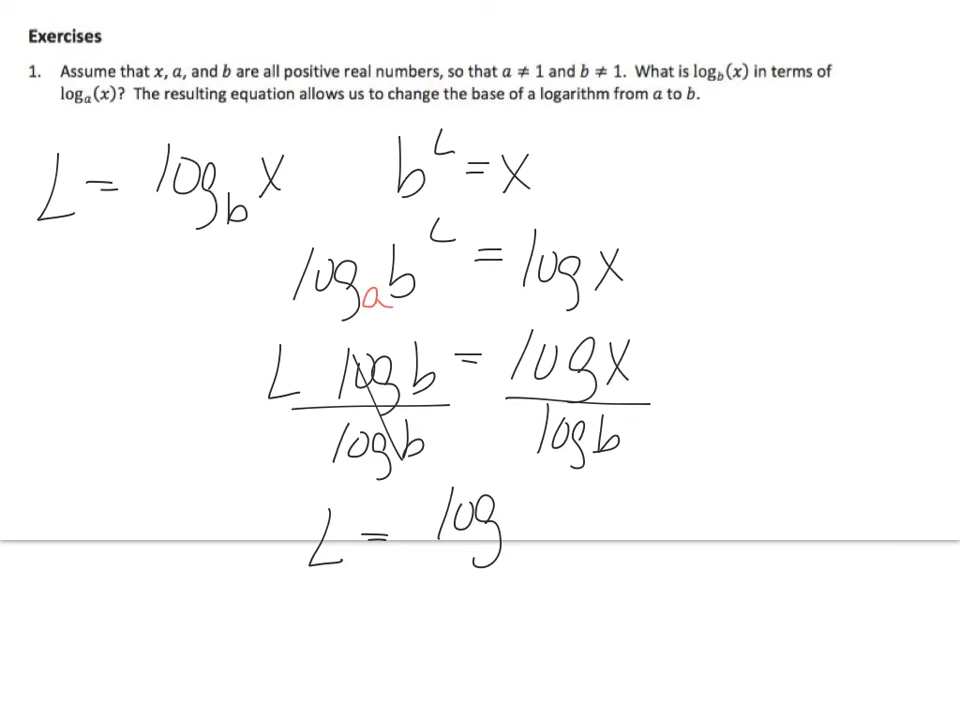 Exercises
1. Assume that x, a, and b are all positive real numbers, so that a ≠ 1 and b ≠ 1. What is log_b(x) in terms of
log_a(x)? The resulting equation allows us to change the base of a logarithm from a to b.
L = log_b x    b^L = x
log_a b^L = log x
L log b / log b = log x / log b
L = log